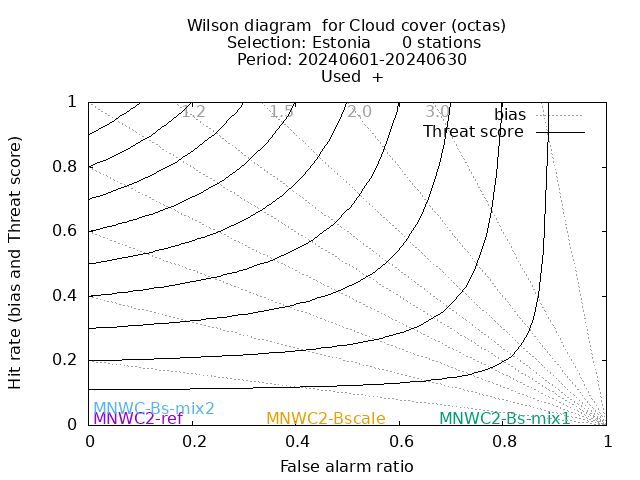 Wilson diagram  for Cloud cover (octas)
Selection: Estonia      0 stations
Period: 20240601-20240630
Used  +
1.2 1.5 2.0 3.0
bias
Threat score
1
0.8
0.6
0.4
0.2
0
Hit rate (bias and Threat score)
MNWC-Bs-mix2
MNWC2-ref MNWC2-Bscale MNWC2-Bs-mix1
0 0.2 0.4 0.6 0.8 1
False alarm ratio